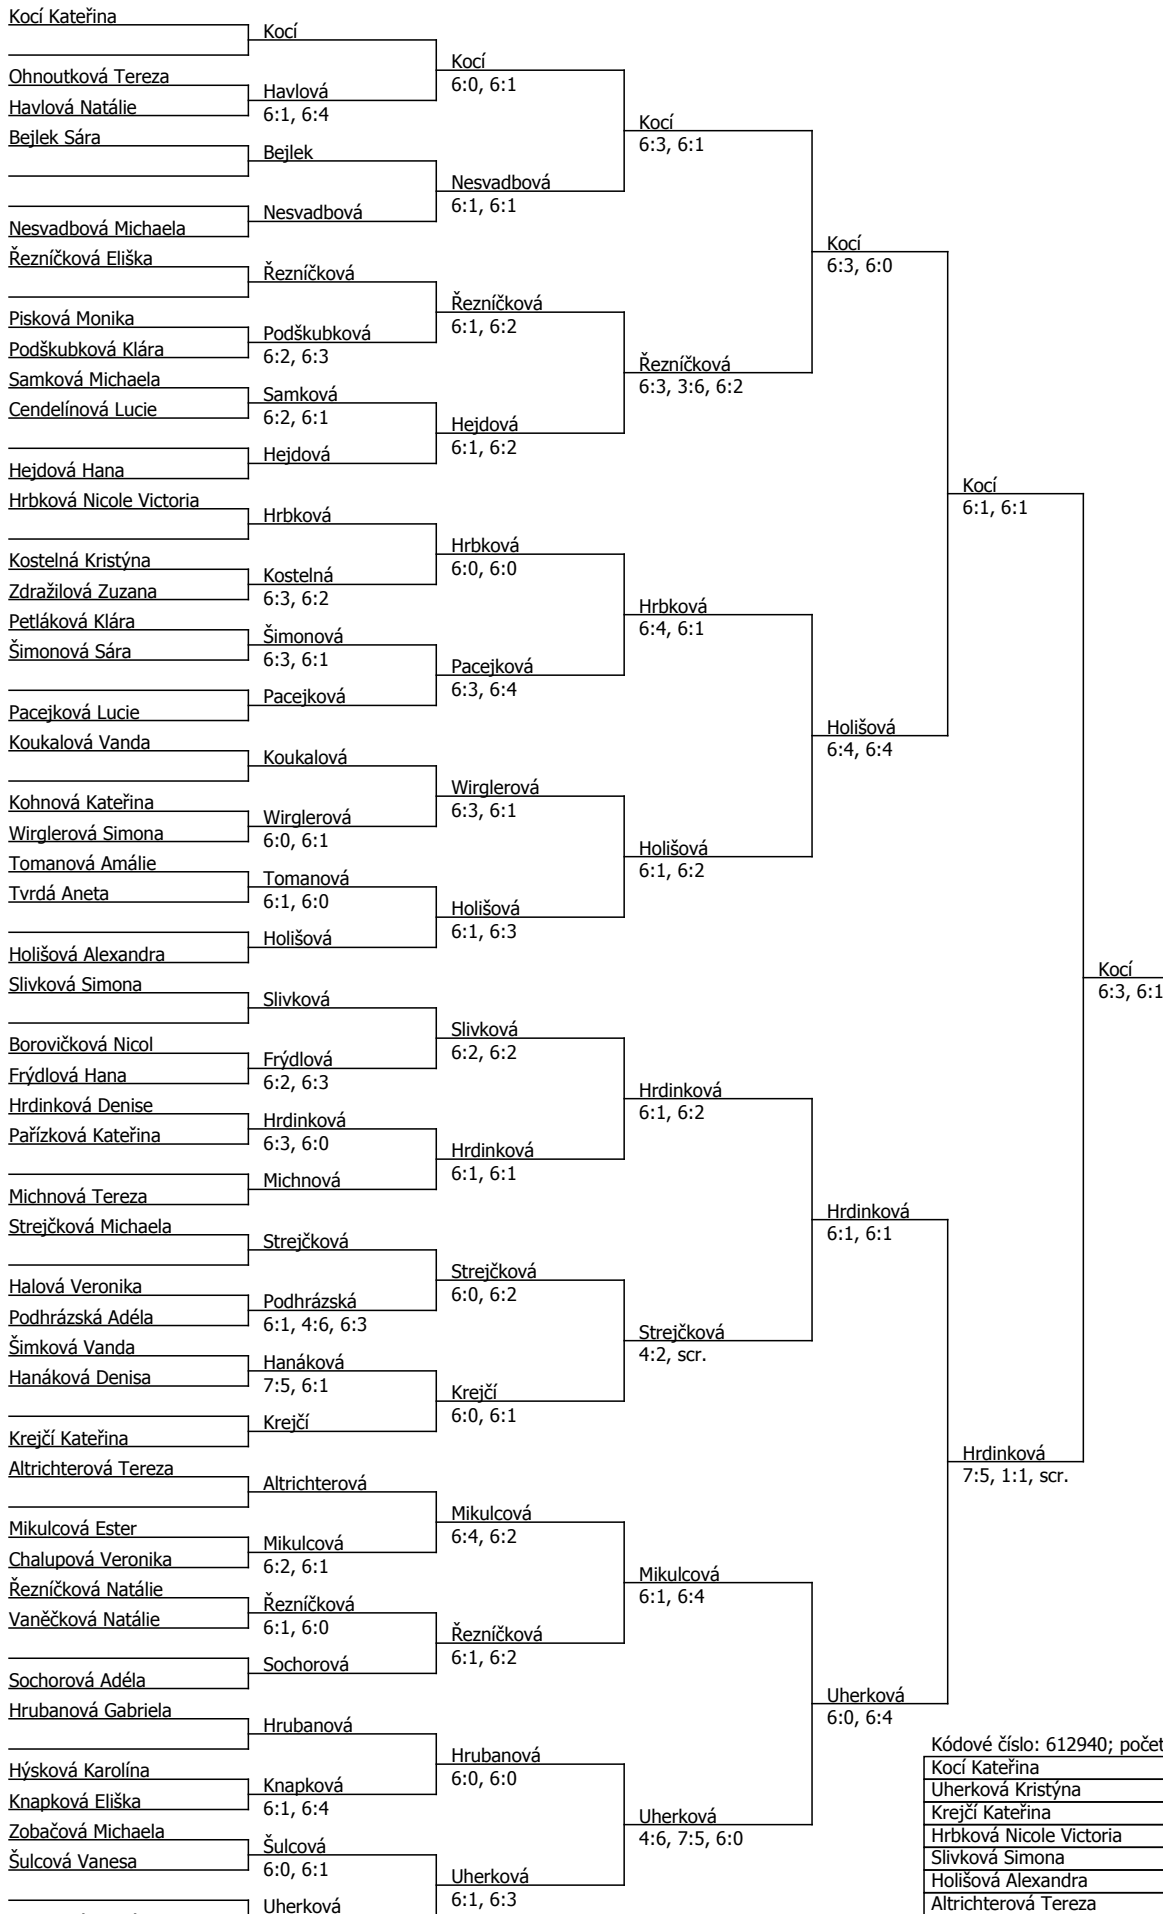 Kocí Kateřina
Ohnoutková Tereza
Havlová Natálie
Bejlek Sára
Nesvadbová Michaela
Řezníčková Eliška
Pisková Monika
Podškubková Klára
Samková Michaela
Cendelínová Lucie
Hejdová Hana
Hrbková Nicole Victoria
Kostelná Kristýna
Zdražilová Zuzana
Petláková Klára
Šimonová Sára
Pacejková Lucie
Koukalová Vanda
Kohnová Kateřina
Wirglerová Simona
Tomanová Amálie
Tvrdá Aneta
Holišová Alexandra
Slivková Simona
Borovičková Nicol
Frýdlová Hana
Hrdinková Denise
Pařízková Kateřina
Michnová Tereza
Strejčková Michaela
Halová Veronika
Podhrázská Adéla
Šimková Vanda
Hanáková Denisa
Krejčí Kateřina
Altrichterová Tereza
Mikulcová Ester
Chalupová Veronika
Řezníčková Natálie
Vaněčková Natálie
Sochorová Adéla
Hrubanová Gabriela
Hýsková Karolína
Knapková Eliška
Zobačová Michaela
Šulcová Vanesa
Kocí
Havlová
6:1, 6:4
Bejlek
Nesvadbová
Řezníčková
Podškubková
6:2, 6:3
Samková
6:2, 6:1
Hejdová
Hrbková
Kostelná
6:3, 6:2
Šimonová
6:3, 6:1
Pacejková
Koukalová
Wirglerová
6:0, 6:1
Tomanová
6:1, 6:0
Holišová
Slivková
Frýdlová
6:2, 6:3
Hrdinková
6:3, 6:0
Michnová
Strejčková
Podhrázská
6:1, 4:6, 6:3
Hanáková
7:5, 6:1
Krejčí
Altrichterová
Mikulcová
6:2, 6:1
Řezníčková
6:1, 6:0
Sochorová
Hrubanová
Knapková
6:1, 6:4
Šulcová
6:0, 6:1
Uherková
Kocí
6:0, 6:1
Nesvadbová
6:1, 6:1
Řezníčková
6:1, 6:2
Hejdová
6:1, 6:2
Hrbková
6:0, 6:0
Pacejková
6:3, 6:4
Wirglerová
6:3, 6:1
Holišová
6:1, 6:3
Slivková
6:2, 6:2
Hrdinková
6:1, 6:1
Strejčková
6:0, 6:2
Krejčí
6:0, 6:1
Mikulcová
6:4, 6:2
Řezníčková
6:1, 6:2
Hrubanová
6:0, 6:0
Uherková
6:1, 6:3
Kocí
6:3, 6:1
Řezníčková
6:3, 3:6, 6:2
Hrbková
6:4, 6:1
Holišová
6:1, 6:2
Hrdinková
6:1, 6:2
Strejčková
4:2, scr.
Mikulcová
6:1, 6:4
Uherková
4:6, 7:5, 6:0
Kocí
6:3, 6:0
Holišová
6:4, 6:4
Hrdinková
6:1, 6:1
Uherková
6:0, 6:4
Kocí
6:1, 6:1
Hrdinková
7:5, 1:1, scr.
Kocí
6:3, 6:1
Kódové číslo: 612940; počet
Kocí Kateřina
Uherková Kristýna
Krejčí Kateřina
Hrbková Nicole Victoria
Slivková Simona
Holišová Alexandra
Altrichterová Tereza